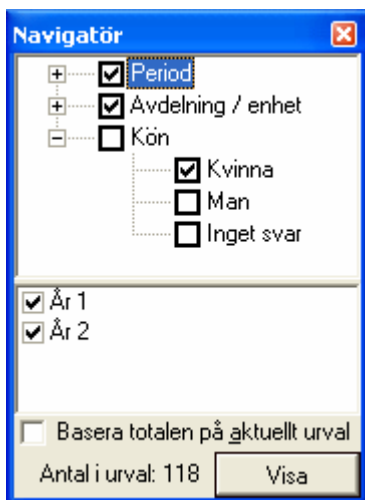 Navigatör
Period
Avdelning / enhet
Kön
Kvinna
Man
Inget svar
År 1
År 2
Basera totalen på aktuellt urval
Antal i urval: 118 Visa